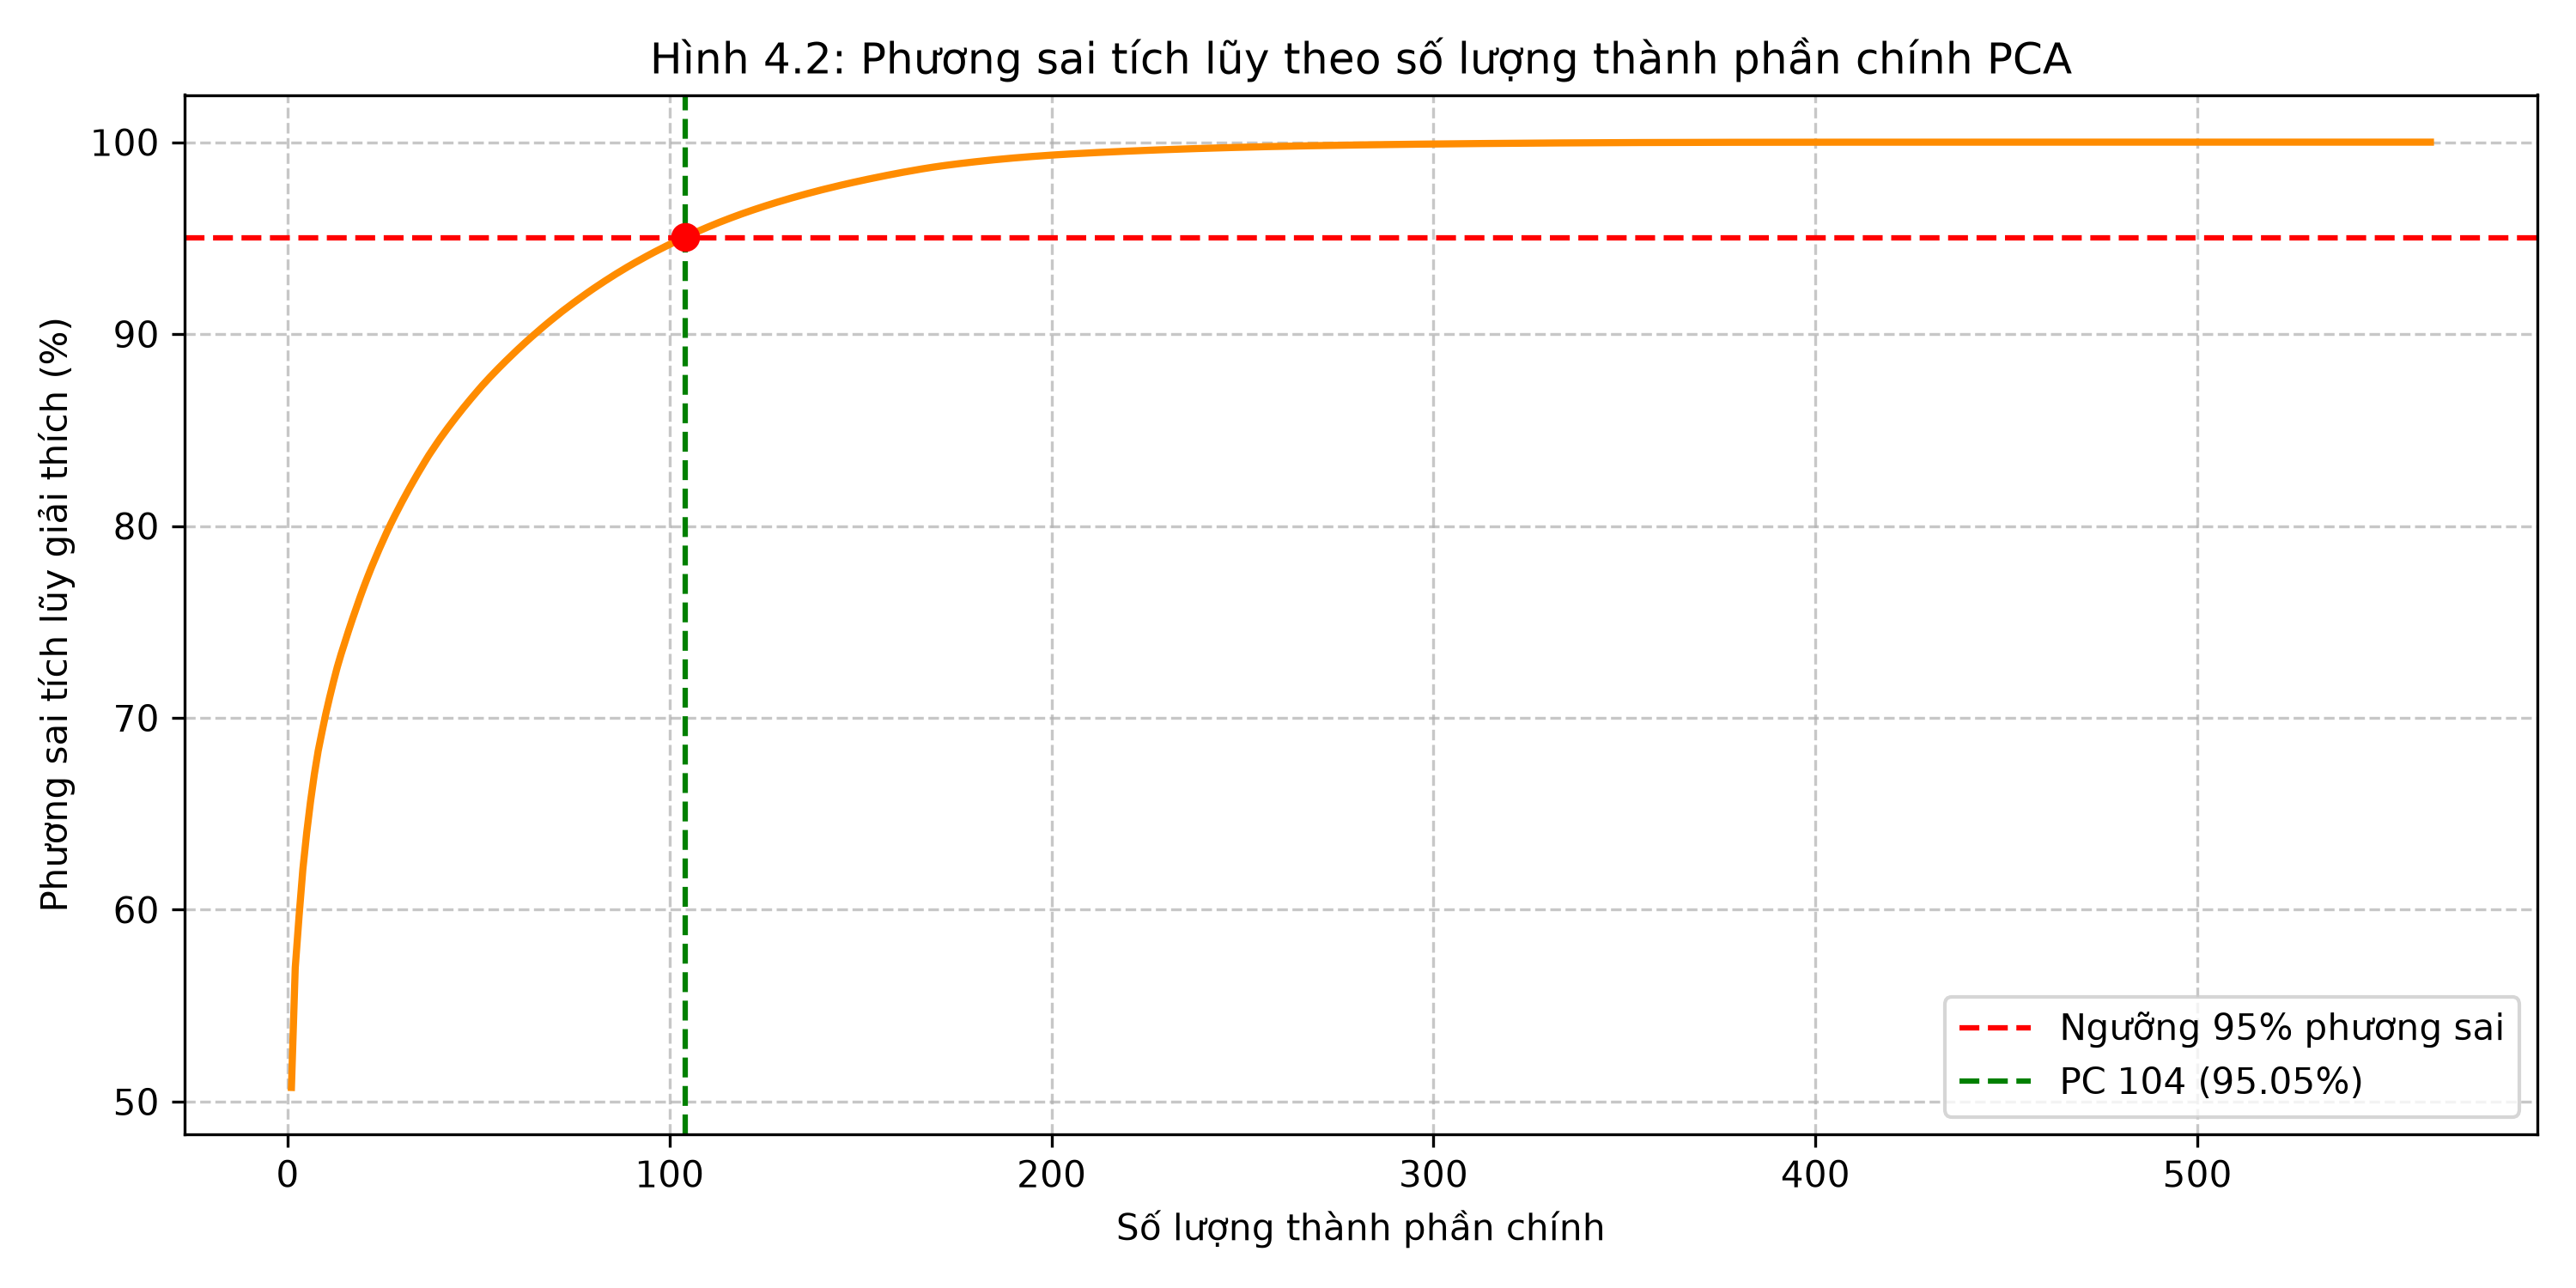 Hình 4.2: Phương sai tích lũy theo số lượng thành phần chính PCA
Phương sai tích lũy giải thích (%)
100
90
80
70
60
50
0 100 200 300 400 500
Số lượng thành phần chính
Ngưỡng 95% phương sai
PC 104 (95.05%)